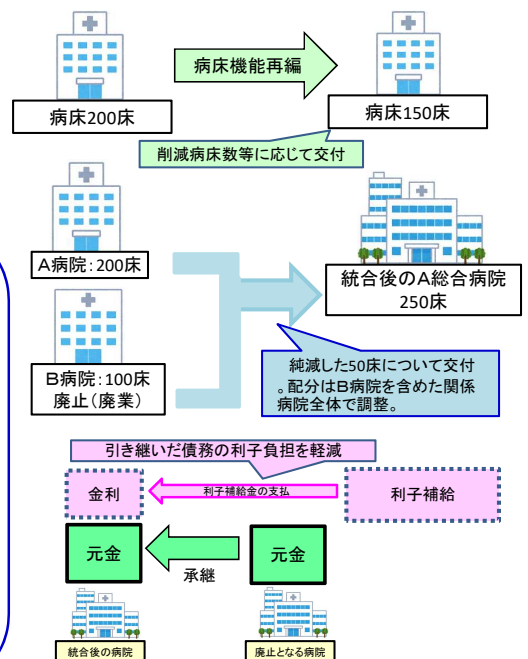 病床機能再編
病床200床
病床150床
削減病床数等に応じて交付
A病院：200床
統合後のA総合病院
250床
B病院：100床
廃止（廃業）
純減した50床について交付
。配分はB病院を含めた関係
病院全体で調整。
引き継いだ債務の利子負担を軽減
金利
利子補給金の支払
利子補給
元金
承継
元金
統合後の病院
廃止となる病院